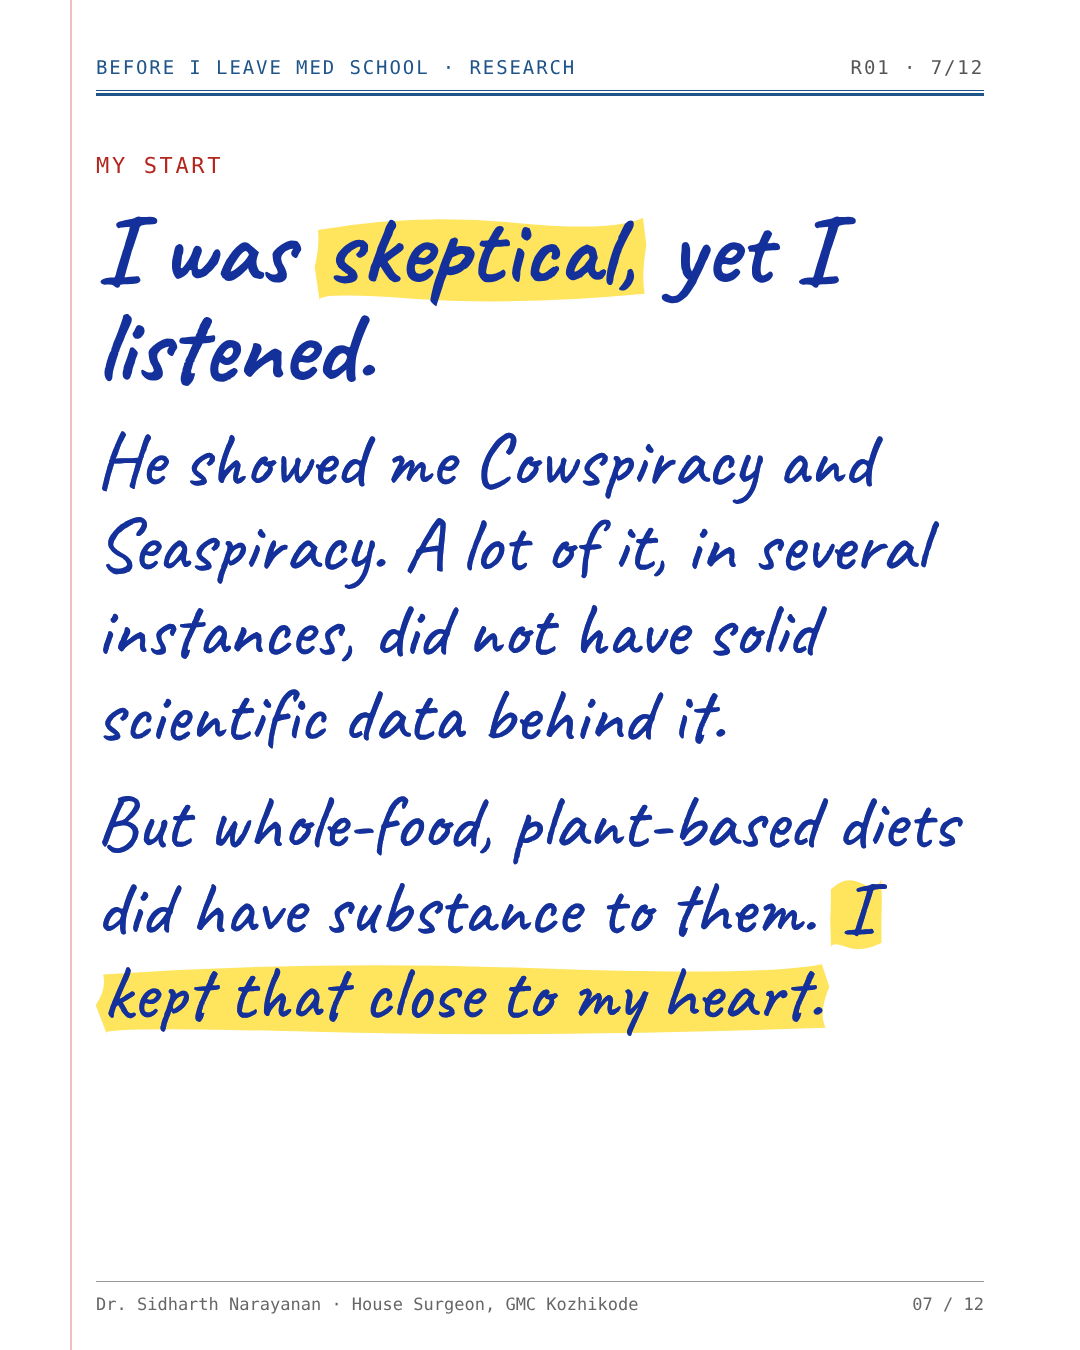 BEFORE I LEAVE MED SCHOOL · RESEARCH
R01 · 7/12
MY START
I was skeptical, yet I
listened.
He showed me Cowspiracy and
Seaspiracy. A lot of it, in several
instances, did not have solid
scientific data behind it.
But whole-food, plant-based diets
did have substance to them. I
kept that close to my heart.
Dr. Sidharth Narayanan · House Surgeon, GMC Kozhikode
07 / 12